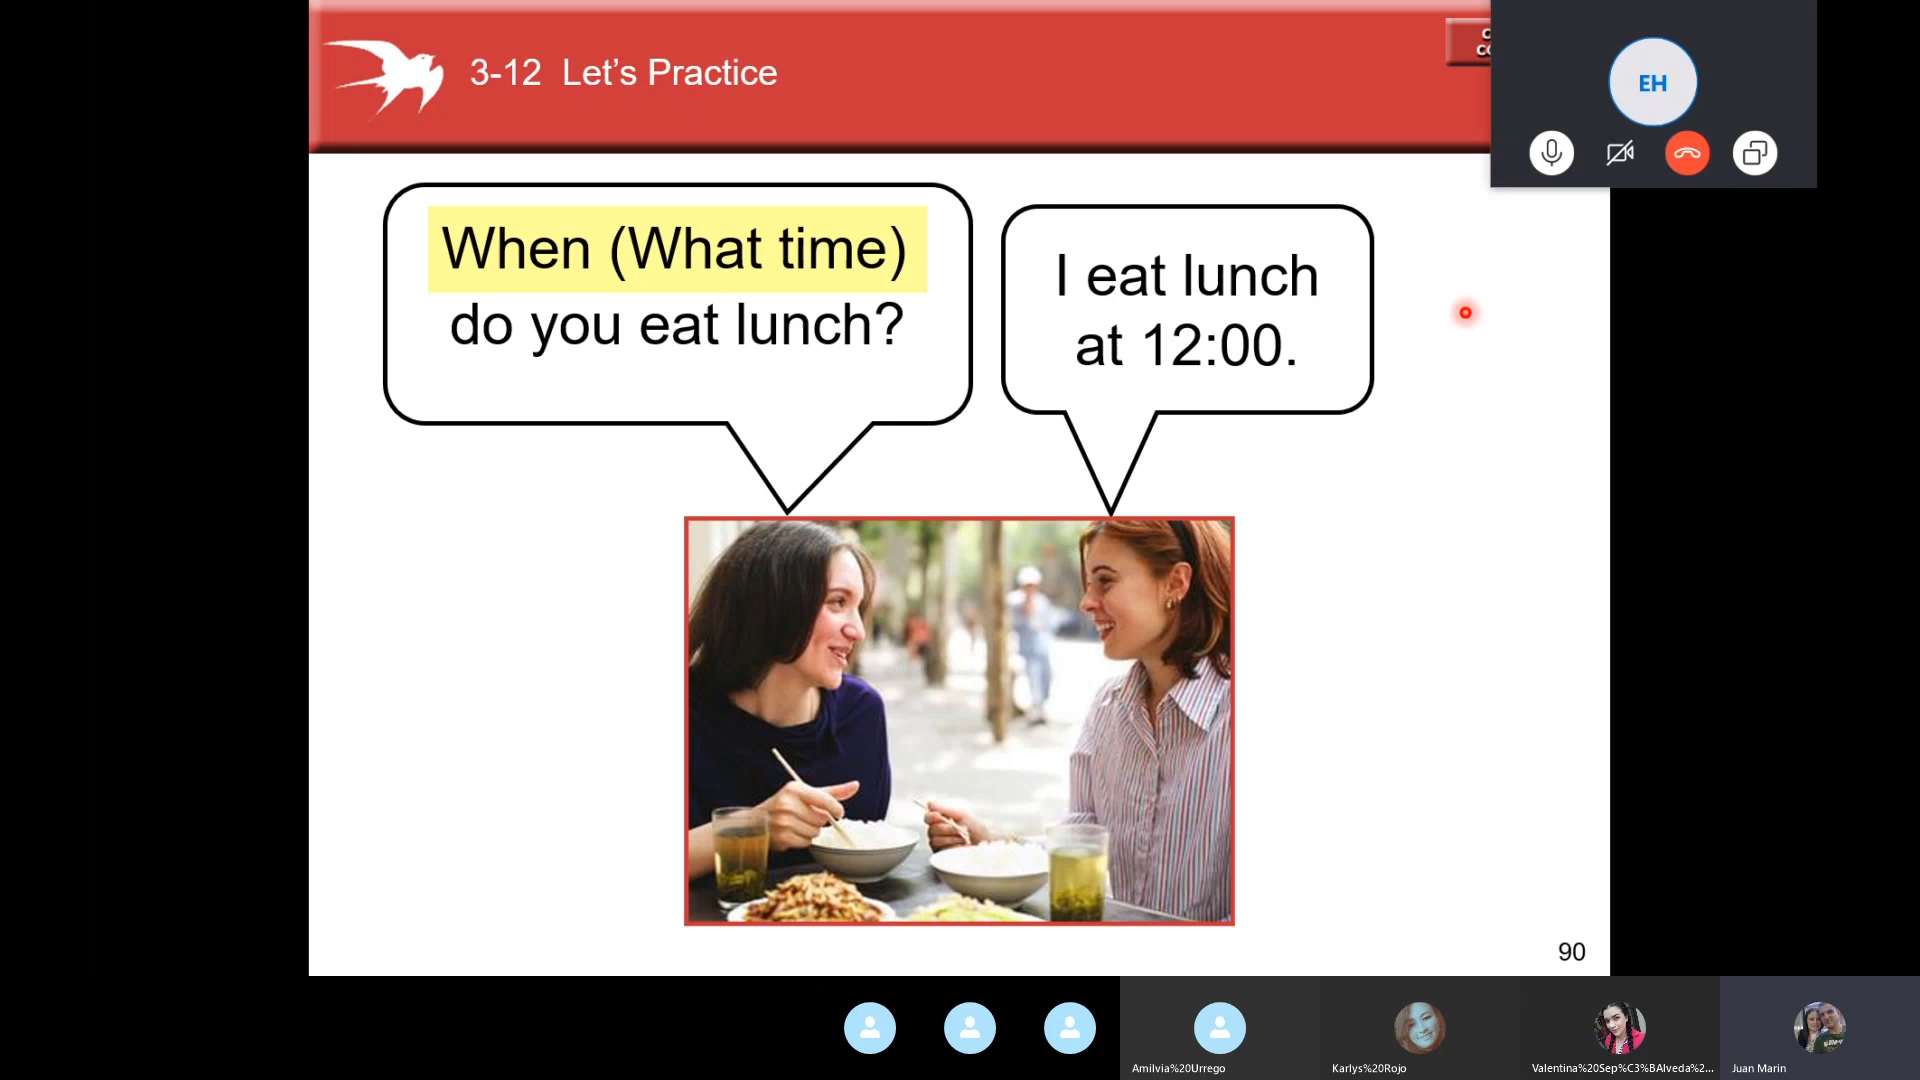 3-12 Let's Practice
EH
When (What time)
do you eat lunch?
I eat lunch
at 12:00.
90
Amilvia%20Urrego
Karlys%20Rojo
Valentina%20Sep%C3%BAlveda%2...
Juan Marin